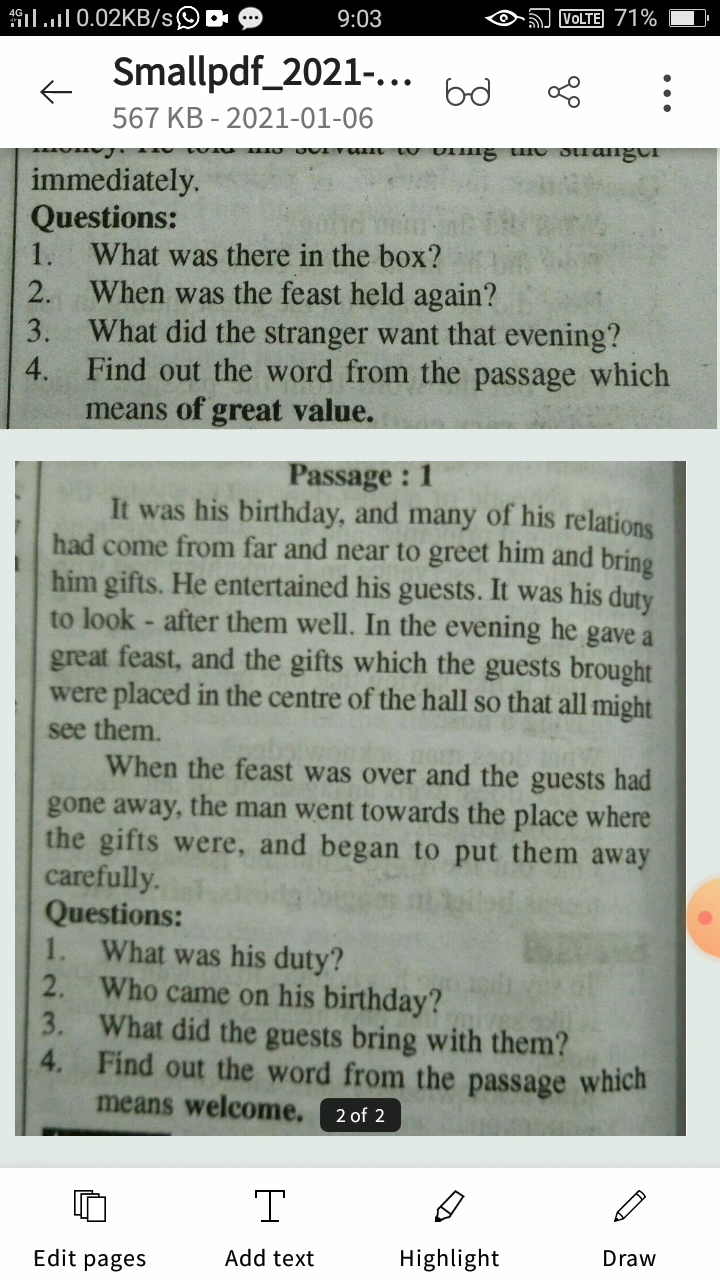 4G 0.02KB/s 9:03 VoLTE 71%
Smallpdf_2021-...
567 KB - 2021-01-06
money. He told his servant to bring the stranger
immediately.
Questions:
1. What was there in the box?
2. When was the feast held again?
3. What did the stranger want that evening?
4. Find out the word from the passage which
means of great value.
Passage : 1
It was his birthday, and many of his relations
had come from far and near to greet him and bring
him gifts. He entertained his guests. It was his duty
to look - after them well. In the evening he gave a
great feast, and the gifts which the guests brought
were placed in the centre of the hall so that all might
see them.
When the feast was over and the guests had
gone away, the man went towards the place where
the gifts were, and began to put them away
carefully.
Questions:
1. What was his duty?
2. Who came on his birthday?
3. What did the guests bring with them?
4. Find out the word from the passage which
means welcome.
2 of 2
Edit pages Add text Highlight Draw